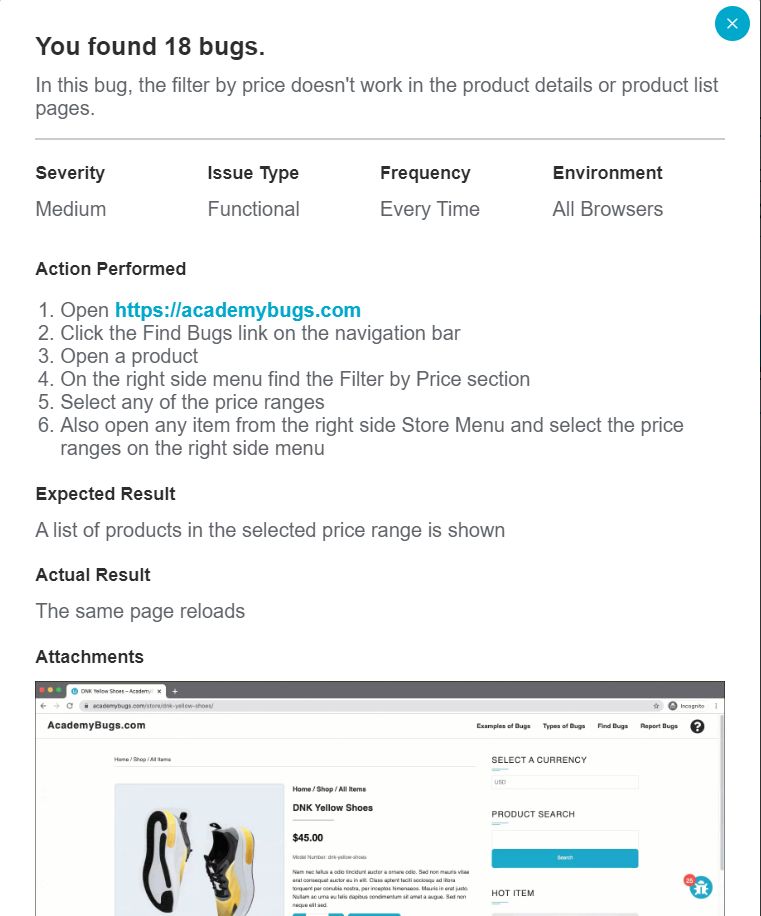 You found 18 bugs.
In this bug, the filter by price doesn't work in the product details or product list
pages.
Severity Issue Type Frequency Environment
Medium Functional Every Time All Browsers
Action Performed
1. Open https://academybugs.com
2. Click the Find Bugs link on the navigation bar
3. Open a product
4. On the right side menu find the Filter by Price section
5. Select any of the price ranges
6. Also open any item from the right side Store Menu and select the price
ranges on the right side menu
Expected Result
A list of products in the selected price range is shown
Actual Result
The same page reloads
Attachments
DNK Yellow Shoes – Academy
academybugs.com/store/dnk-yellow-shoes/ Incognito
AcademyBugs.com Examples of Bugs Types of Bugs Find Bugs Report Bugs ?
Home / Shop / All Items
SELECT A CURRENCY
USD
Home / Shop / All Items
DNK Yellow Shoes
PRODUCT SEARCH
$45.00
Model Number: dnk-yellow-shoes
Search
Nam nec tellus a odio tincidunt auctor a ornare odio. Sed non mauris vitae
erat consequat auctor eu in elit. Class aptent taciti sociosqu ad litora
torquent per conubia nostra, per inceptos himenaeos. Mauris in erat justo.
Nullam ac urna eu felis dapibus condimentum sit amet a augue. Sed non
neque elit sed.
25
HOT ITEM